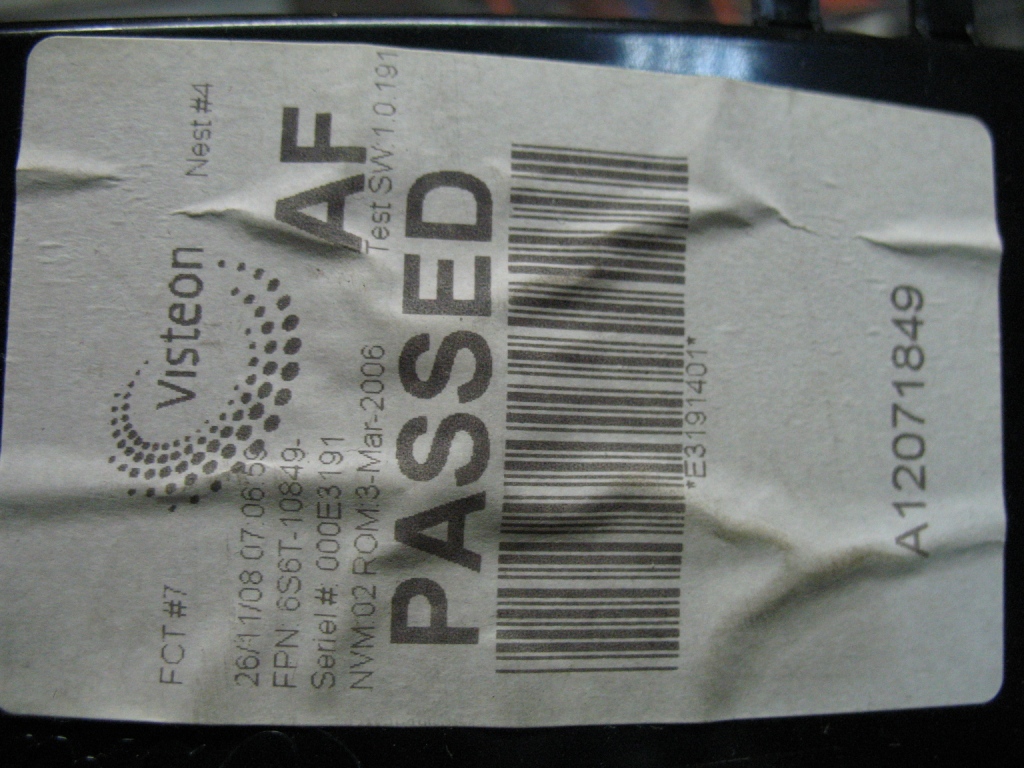 FCT #7 Visteon Nest #4
26/11/08 07:06:59
FPN: 6S6T-10849- AF
Seriel #: 000E3191
NVM:02 ROM:3-Mar-2006 Test SW:1.0.191
PASSED
*E3191401*
A12071849